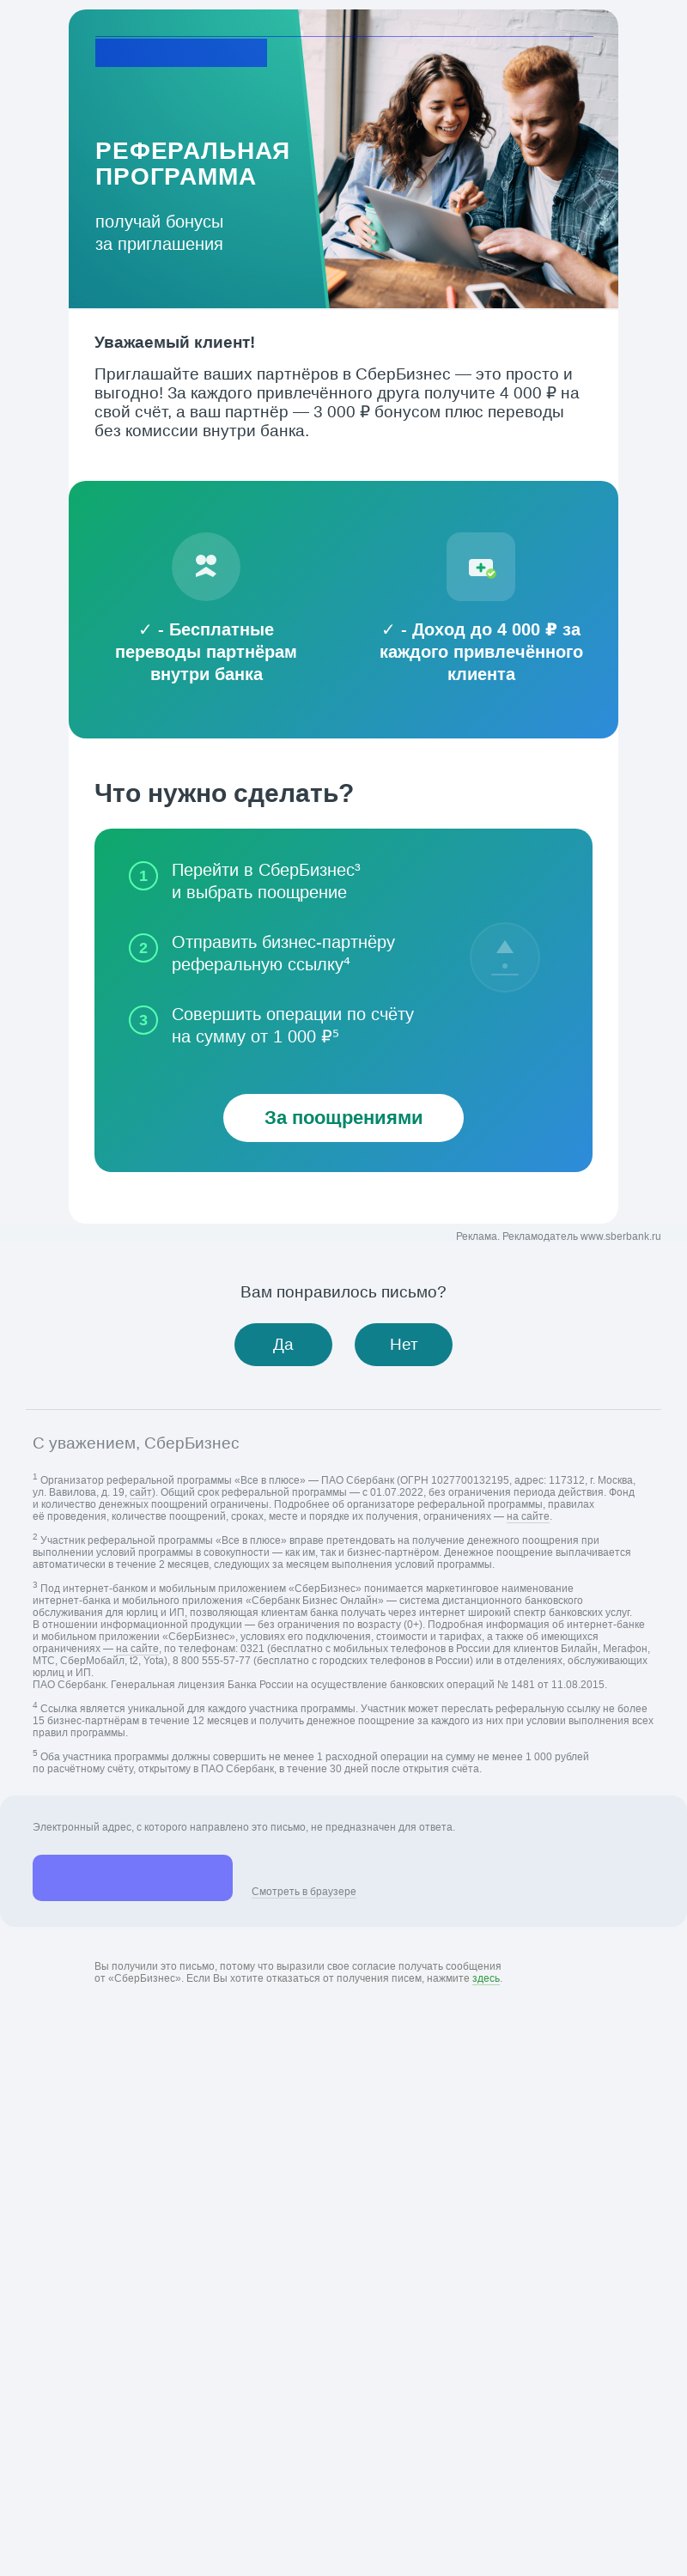 РЕФЕРАЛЬНАЯ
ПРОГРАММА
получай бонусы
за приглашения
Уважаемый клиент!
Приглашайте ваших партнёров в СберБизнес — это просто и
выгодно! За каждого привлечённого друга получите 4 000 ₽ на
свой счёт, а ваш партнёр — 3 000 ₽ бонусом плюс переводы
без комиссии внутри банка.
✓ - Бесплатные
переводы партнёрам
внутри банка
✓ - Доход до 4 000 ₽ за
каждого привлечённого
клиента
Что нужно сделать?
1 Перейти в СберБизнес³
и выбрать поощрение
2 Отправить бизнес-партнёру
реферальную ссылку⁴
3 Совершить операции по счёту
на сумму от 1 000 ₽⁵
За поощрениями
Реклама. Рекламодатель www.sberbank.ru
Вам понравилось письмо?
Да Нет
С уважением, СберБизнес
¹ Организатор реферальной программы «Все в плюсе» — ПАО Сбербанк (ОГРН 1027700132195, адрес: 117312, г. Москва,
ул. Вавилова, д. 19, сайт). Общий срок реферальной программы — с 01.07.2022, без ограничения периода действия. Фонд
и количество денежных поощрений ограничены. Подробнее об организаторе реферальной программы, правилах
её проведения, количестве поощрений, сроках, месте и порядке их получения, ограничениях — на сайте.
² Участник реферальной программы «Все в плюсе» вправе претендовать на получение денежного поощрения при
выполнении условий программы в совокупности — как им, так и бизнес-партнёром. Денежное поощрение выплачивается
автоматически в течение 2 месяцев, следующих за месяцем выполнения условий программы.
³ Под интернет-банком и мобильным приложением «СберБизнес» понимается маркетинговое наименование
интернет-банка и мобильного приложения «Сбербанк Бизнес Онлайн» — система дистанционного банковского
обслуживания для юрлиц и ИП, позволяющая клиентам банка получать через интернет широкий спектр банковских услуг.
В отношении информационной продукции — без ограничения по возрасту (0+). Подробная информация об интернет-банке
и мобильном приложении «СберБизнес», условиях его подключения, стоимости и тарифах, а также об имеющихся
ограничениях — на сайте, по телефонам: 0321 (бесплатно с мобильных телефонов в России для клиентов Билайн, Мегафон,
МТС, СберМобайл, t2, Yota), 8 800 555-57-77 (бесплатно с городских телефонов в России) или в отделениях, обслуживающих
юрлиц и ИП.
ПАО Сбербанк. Генеральная лицензия Банка России на осуществление банковских операций № 1481 от 11.08.2015.
⁴ Ссылка является уникальной для каждого участника программы. Участник может переслать реферальную ссылку не более
15 бизнес-партнёрам в течение 12 месяцев и получить денежное поощрение за каждого из них при условии выполнения всех
правил программы.
⁵ Оба участника программы должны совершить не менее 1 расходной операции на сумму не менее 1 000 рублей
по расчётному счёту, открытому в ПАО Сбербанк, в течение 30 дней после открытия счёта.
Электронный адрес, с которого направлено это письмо, не предназначен для ответа.
Смотреть в браузере
Вы получили это письмо, потому что выразили свое согласие получать сообщения
от «СберБизнес». Если Вы хотите отказаться от получения писем, нажмите здесь.